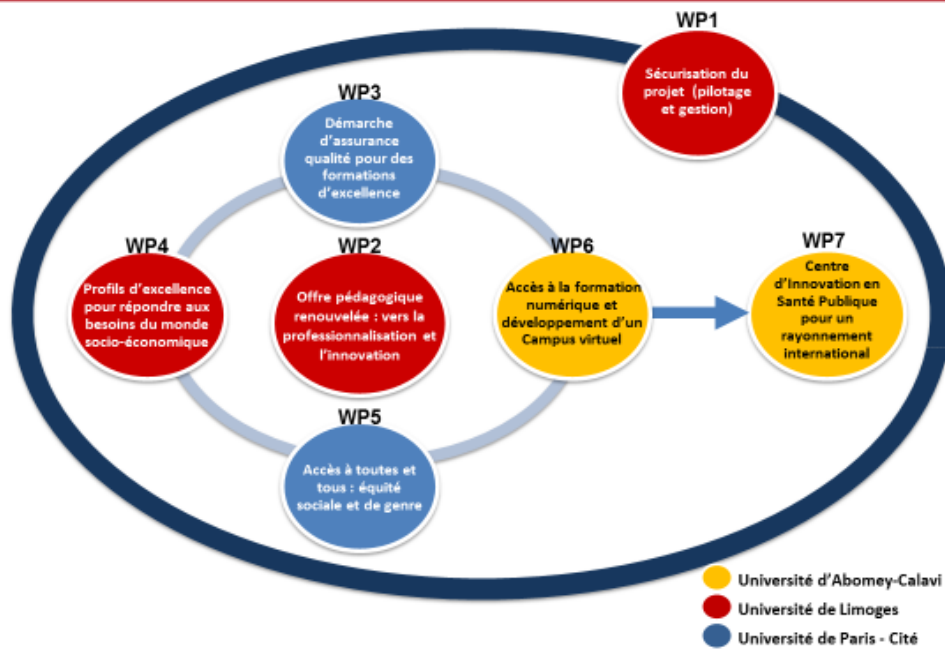 WP1
Sécurisation du
projet (pilotage
et gestion)
WP3
Démarche
d'assurance
qualité pour des
formations
d'excellence
WP4
Profils d'excellence
pour répondre aux
besoins du monde
socio-économique
WP2
Offre pédagogique
renouvelée : vers la
professionnalisation et
l'innovation
WP6
Accès à la formation
numérique et
développement d'un
Campus virtuel
WP7
Centre
d'Innovation en
Santé Publique
pour un
rayonnement
international
WP5
Accès à toutes et
tous : équité
sociale et de genre
Université d'Abomey-Calavi
Université de Limoges
Université de Paris - Cité